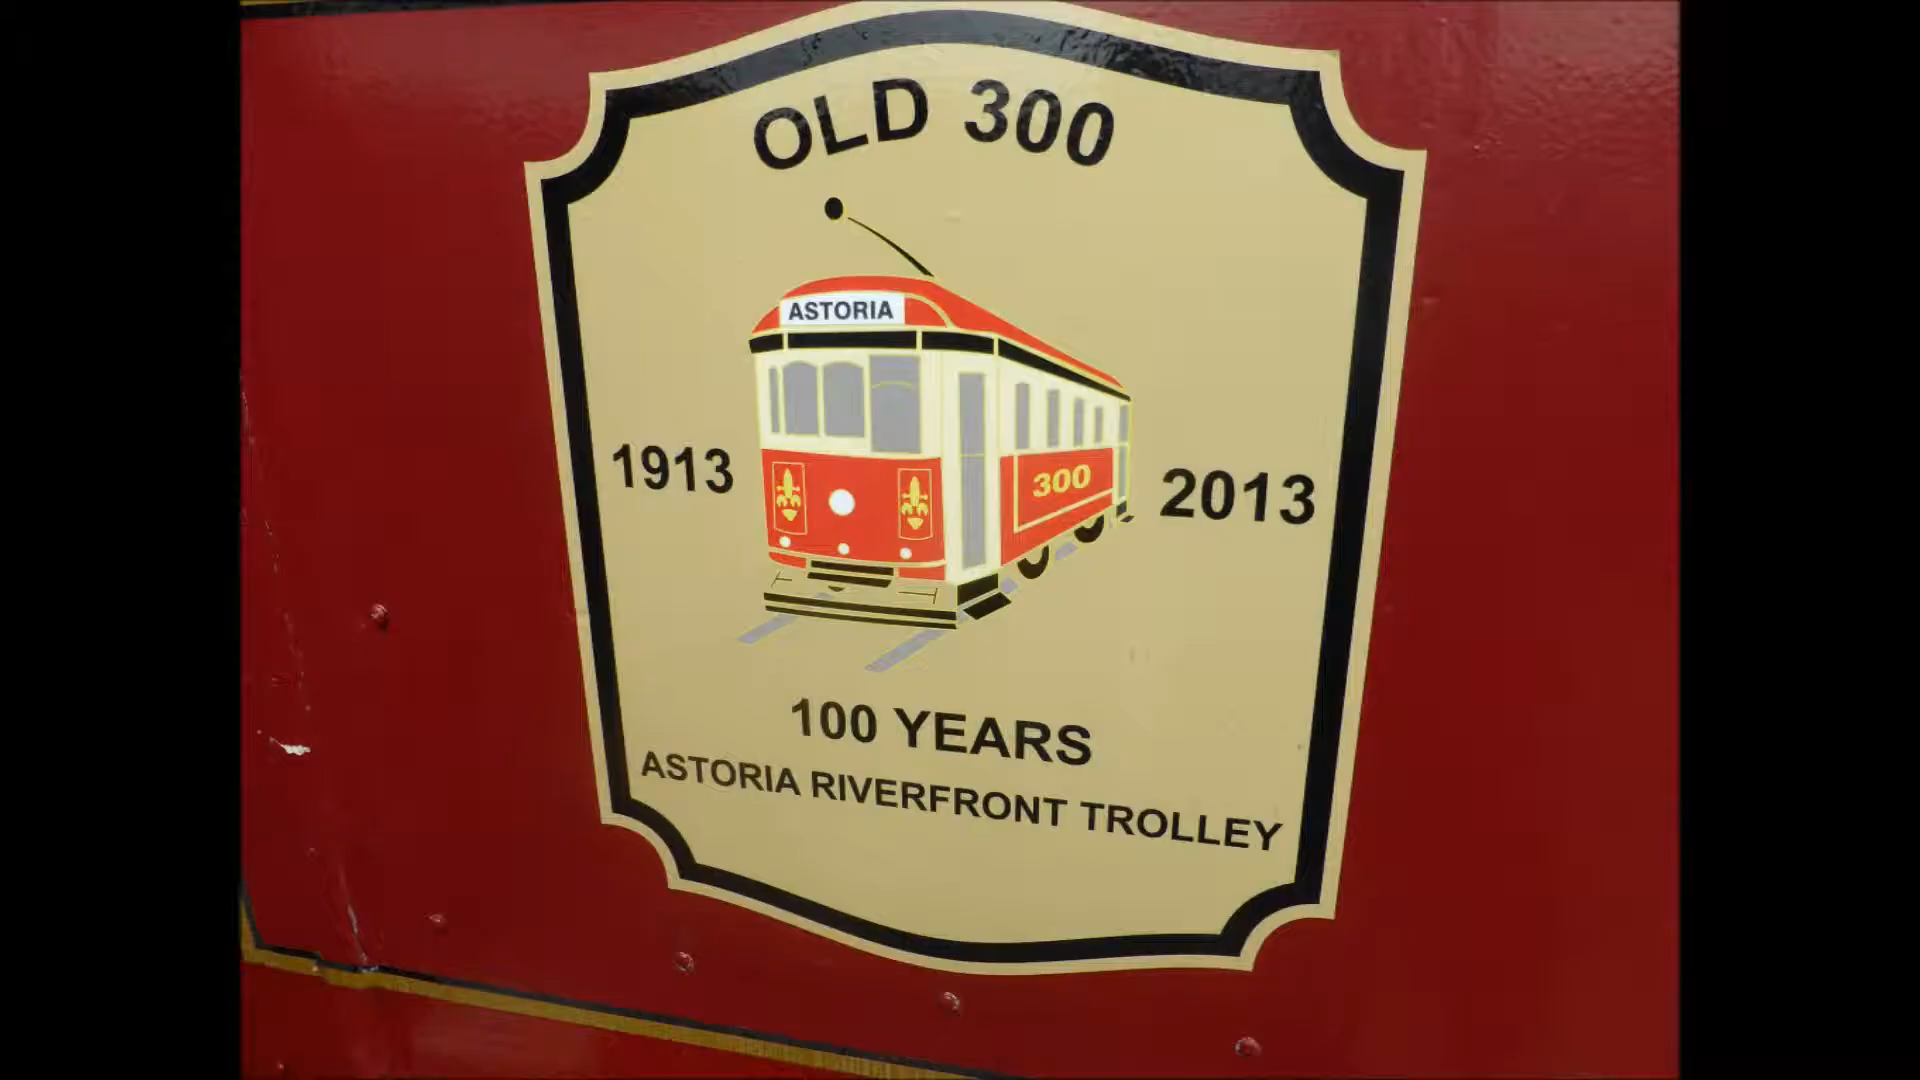 OLD 300
ASTORIA
1913
300
2013
100 YEARS
ASTORIA RIVERFRONT TROLLEY